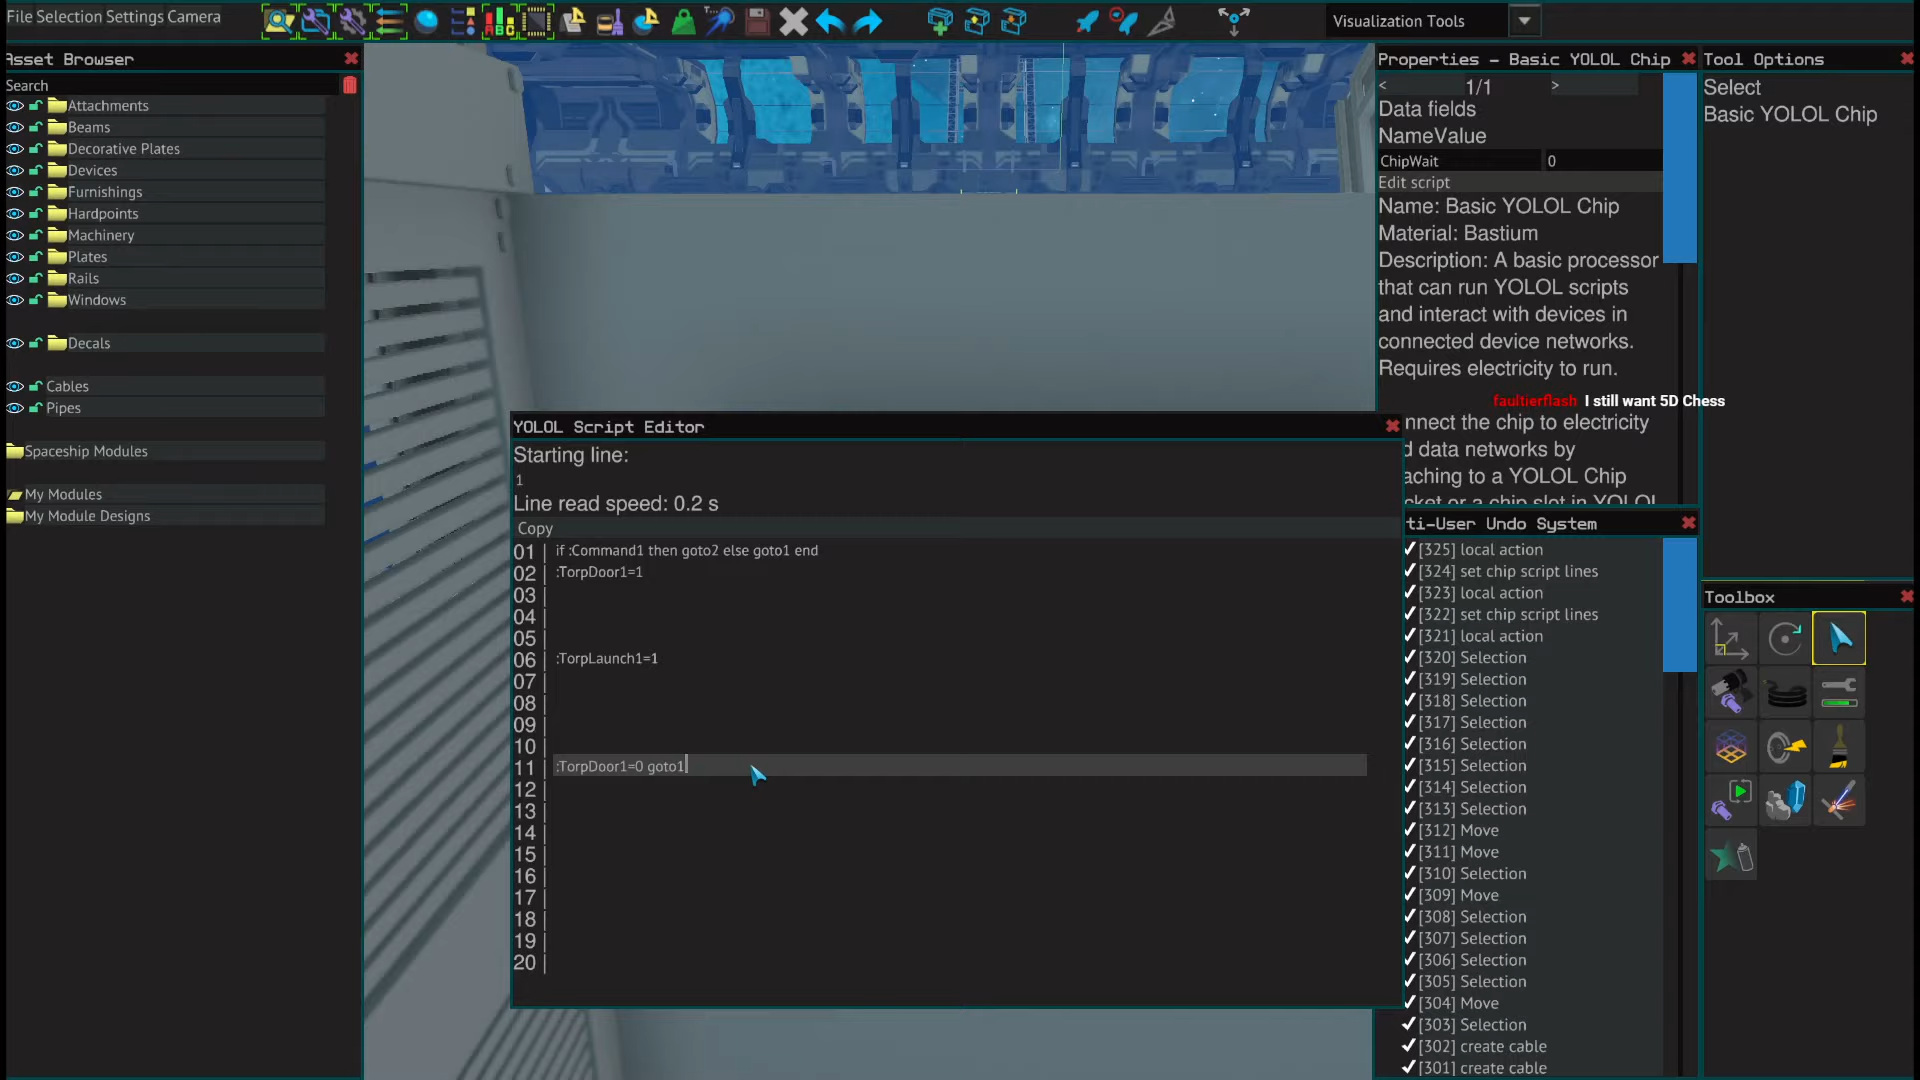 File Selection Settings Camera
ABC
Visualization Tools
Asset Browser
Search
Attachments
Beams
Decorative Plates
Devices
Furnishings
Hardpoints
Machinery
Plates
Rails
Windows
Decals
Cables
Pipes
Spaceship Modules
My Modules
My Module Designs
Properties - Basic YOLOL Chip
< 1/1 >
Data fields
NameValue
ChipWait 0
Edit script
Name: Basic YOLOL Chip
Material: Bastium
Description: A basic processor
that can run YOLOL scripts
and interact with devices in
connected device networks.
Requires electricity to run.
faultierflash I still want 5D Chess
nnect the chip to electricity
d data networks by
aching to a YOLOL Chip
cket or a chip slot in YOLOL
Tool Options
Select
Basic YOLOL Chip
YOLOL Script Editor
Starting line:
1
Line read speed: 0.2 s
Copy
01 | if :Command1 then goto2 else goto1 end
02 | :TorpDoor1=1
03 |
04 |
05 |
06 | :TorpLaunch1=1
07 |
08 |
09 |
10 |
11 | :TorpDoor1=0 goto1
12 |
13 |
14 |
15 |
16 |
17 |
18 |
19 |
20 |
ti-User Undo System
[325] local action
[324] set chip script lines
[323] local action
[322] set chip script lines
[321] local action
[320] Selection
[319] Selection
[318] Selection
[317] Selection
[316] Selection
[315] Selection
[314] Selection
[313] Selection
[312] Move
[311] Move
[310] Selection
[309] Move
[308] Selection
[307] Selection
[306] Selection
[305] Selection
[304] Move
[303] Selection
[302] create cable
[301] create cable
Toolbox